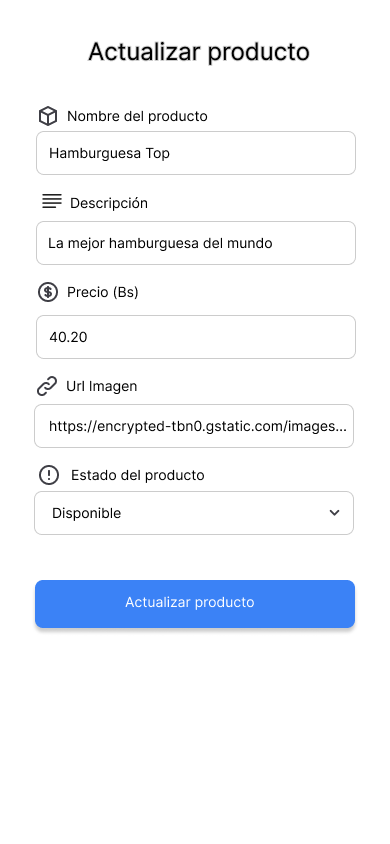 Actualizar producto
Nombre del producto
Hamburguesa Top
Descripción
La mejor hamburguesa del mundo
Precio (Bs)
40.20
Url Imagen
https://encrypted-tbn0.gstatic.com/images...
Estado del producto
Disponible
Actualizar producto